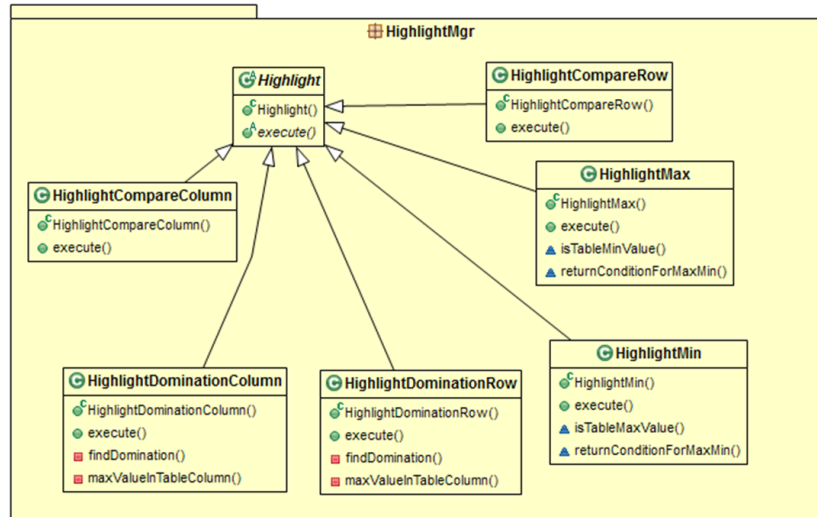 HighlightMgr
Highlight
Highlight()
execute()
HighlightCompareRow
HighlightCompareRow()
execute()
HighlightMax
HighlightMax()
execute()
isTableMinValue()
returnConditionForMaxMin()
HighlightCompareColumn
HighlightCompareColumn()
execute()
HighlightMin
HighlightMin()
execute()
isTableMaxValue()
returnConditionForMaxMin()
HighlightDominationColumn
HighlightDominationColumn()
execute()
findDomination()
maxValueInTableColumn()
HighlightDominationRow
HighlightDominationRow()
execute()
findDomination()
maxValueInTableColumn()